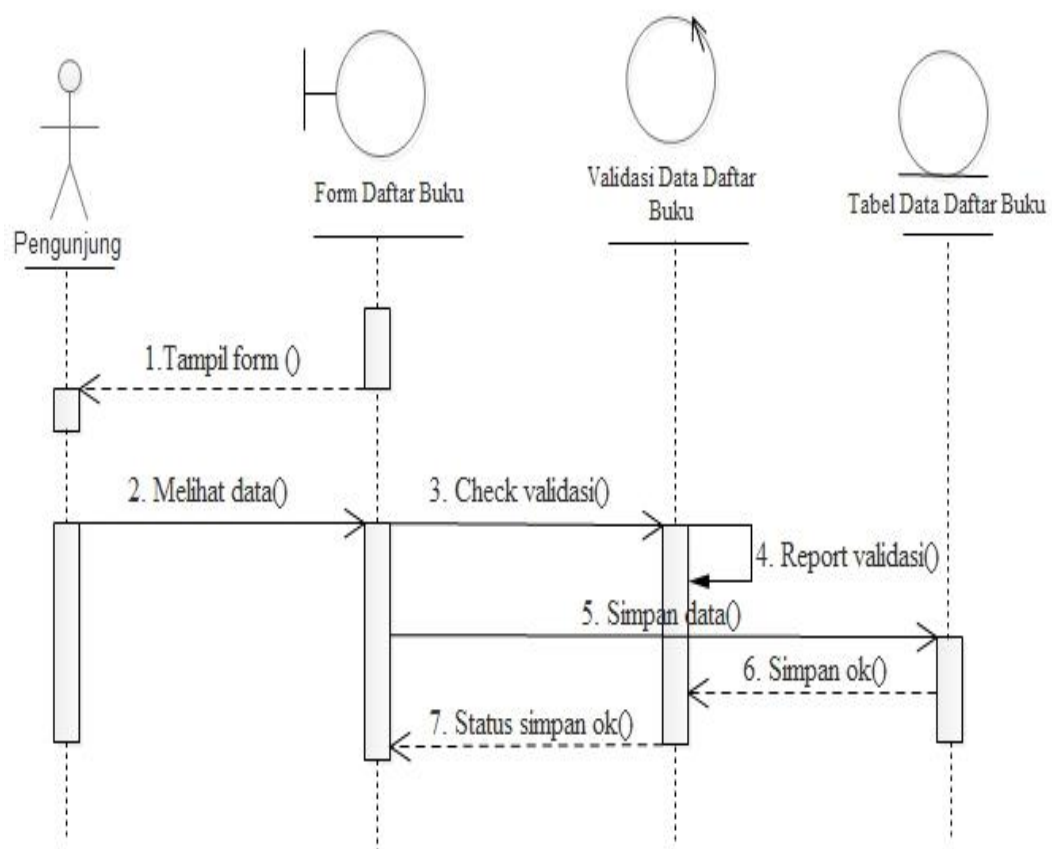 Pengunjung
Form Daftar Buku
Validasi Data Daftar
Buku
Tabel Data Daftar Buku
1.Tampil form ()
2. Melihat data()
3. Check validasi()
4. Report validasi()
5. Simpan data()
6. Simpan ok()
7. Status simpan ok()